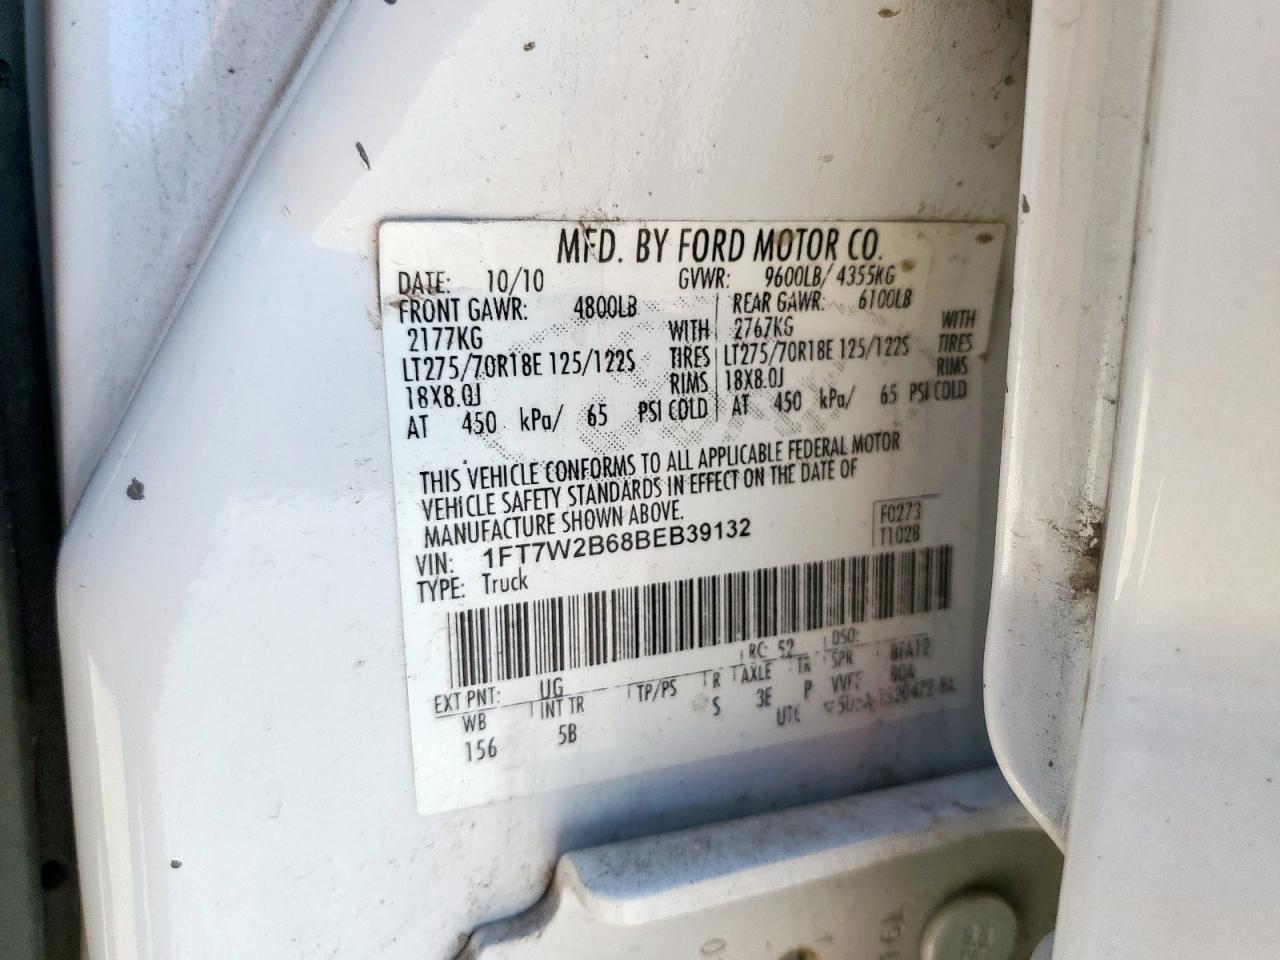 MFD. BY FORD MOTOR CO.
DATE: 10/10 GVWR: 9600LB/ 4355KG
FRONT GAWR: 4800LB REAR GAWR: 6100LB
2177KG WITH 2767KG WITH
LT275/70R18E 125/122S TIRES LT275/70R18E 125/122S TIRES
18X8.0J RIMS 18X8.0J RIMS
AT 450 kPa/ 65 PSI COLD AT 450 kPa/ 65 PSI COLD
THIS VEHICLE CONFORMS TO ALL APPLICABLE FEDERAL MOTOR
VEHICLE SAFETY STANDARDS IN EFFECT ON THE DATE OF
MANUFACTURE SHOWN ABOVE.
F0273
VIN: 1FT7W2B68BEB39132 T1028
TYPE: Truck
RC: 52 DSO:
EXT PNT: UG SPR BFA12
WB INT TR TP/PS R AXLE TR
156 5B S 3E P
UTC